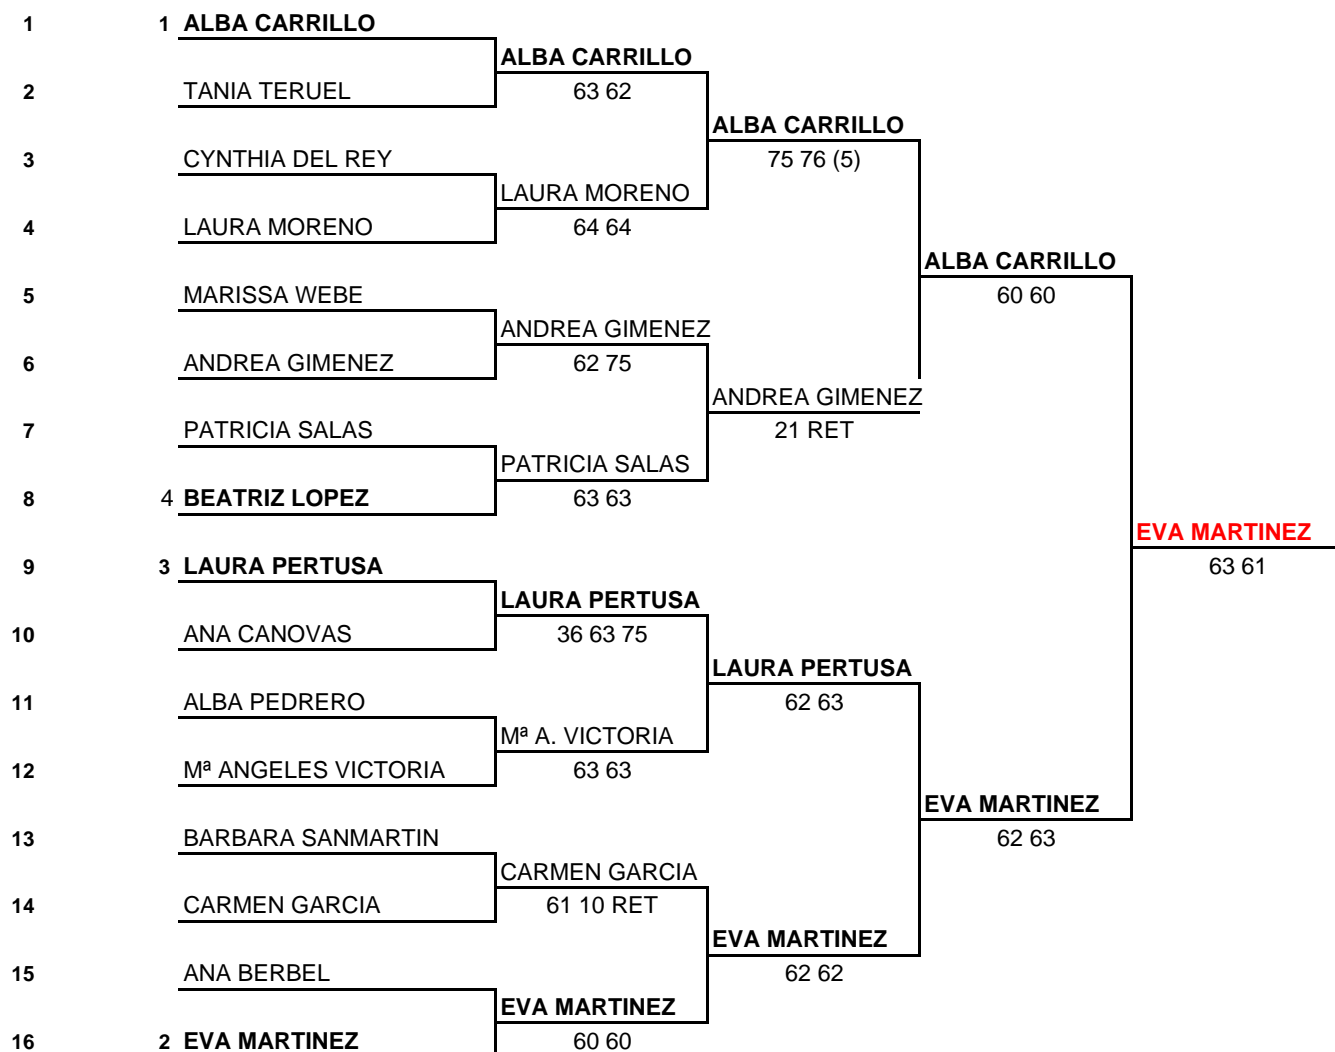 1 1 ALBA CARRILLO
ALBA CARRILLO
2 TANIA TERUEL 63 62
ALBA CARRILLO
3 CYNTHIA DEL REY 75 76 (5)
LAURA MORENO
4 LAURA MORENO 64 64
ALBA CARRILLO
5 MARISSA WEBE 60 60
ANDREA GIMENEZ
6 ANDREA GIMENEZ 62 75
ANDREA GIMENEZ
7 PATRICIA SALAS 21 RET
PATRICIA SALAS
8 4 BEATRIZ LOPEZ 63 63
EVA MARTINEZ
9 3 LAURA PERTUSA 63 61
LAURA PERTUSA
10 ANA CANOVAS 36 63 75
LAURA PERTUSA
11 ALBA PEDRERO 62 63
Mª A. VICTORIA
12 Mª ANGELES VICTORIA 63 63
EVA MARTINEZ
13 BARBARA SANMARTIN 62 63
CARMEN GARCIA
14 CARMEN GARCIA 61 10 RET
EVA MARTINEZ
15 ANA BERBEL 62 62
EVA MARTINEZ
16 2 EVA MARTINEZ 60 60